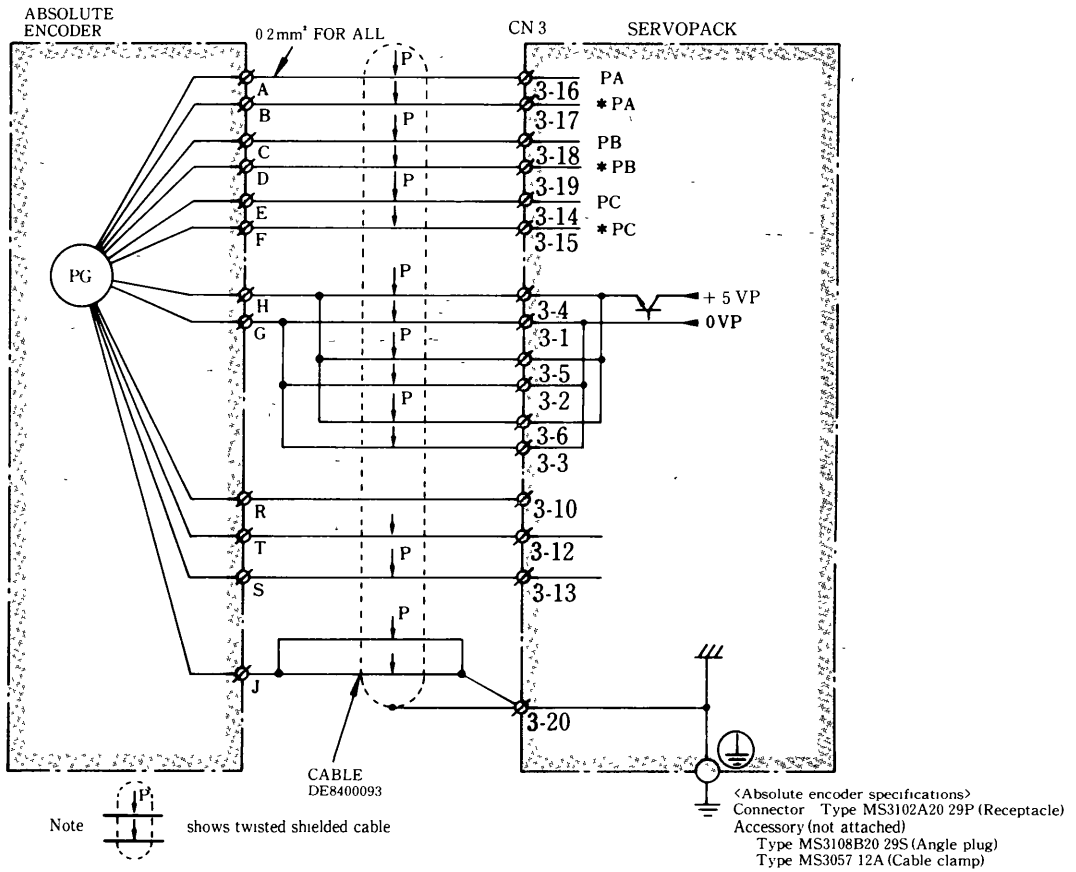 ABSOLUTE
ENCODER
0 2mm² FOR ALL
CN 3
SERVOPACK
P
A
3-16
PA
B
3-17
*PA
P
C
3-18
PB
D
3-19
*PB
P
E
3-14
PC
F
3-15
*PC
PG
P
H
3-4
+ 5 VP
G
3-1
0VP
P
3-5
3-2
P
3-6
3-3
R
3-10
T
3-12
P
S
3-13
P
J
3-20
CABLE
DE8400093
Note
P
shows twisted shielded cable
<Absolute encoder specifications>
Connector Type MS3102A20 29P (Receptacle)
Accessory (not attached)
Type MS3108B20 29S (Angle plug)
Type MS3057 12A (Cable clamp)